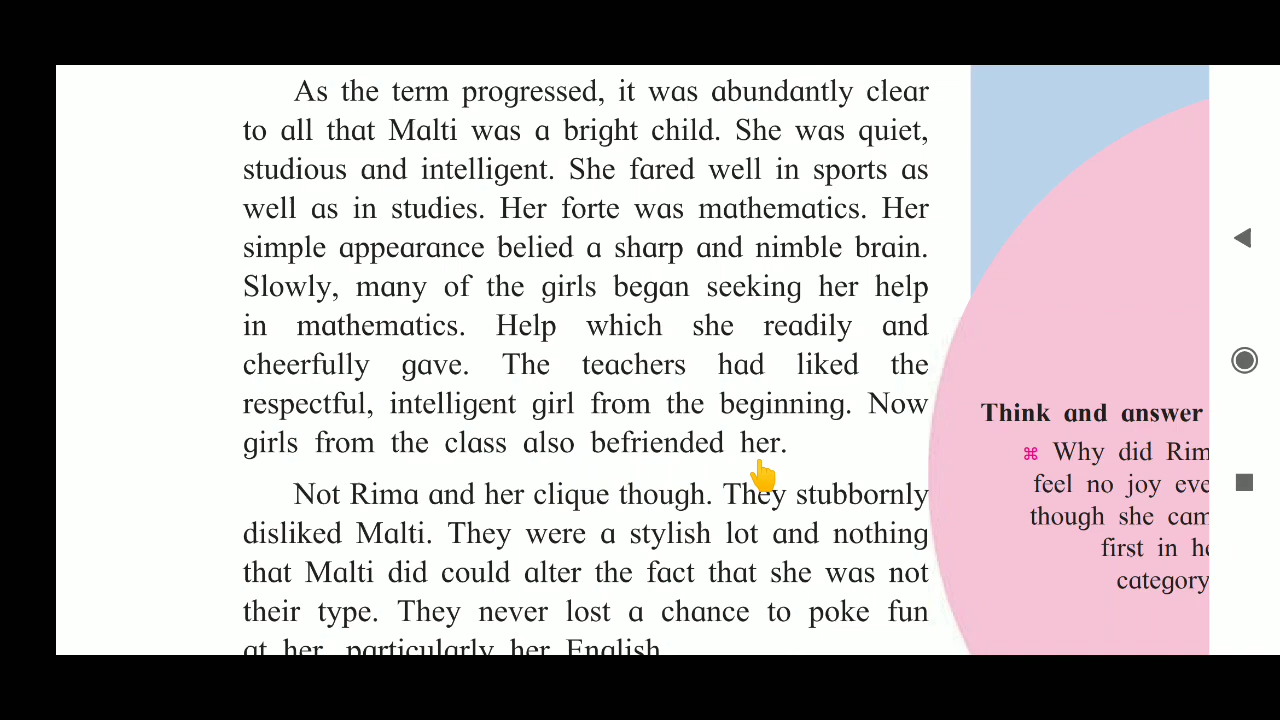 As the term progressed, it was abundantly clear
to all that Malti was a bright child. She was quiet,
studious and intelligent. She fared well in sports as
well as in studies. Her forte was mathematics. Her
simple appearance belied a sharp and nimble brain.
Slowly, many of the girls began seeking her help
in mathematics. Help which she readily and
cheerfully gave. The teachers had liked the
respectful, intelligent girl from the beginning. Now
girls from the class also befriended her.
Not Rima and her clique though. They stubbornly
disliked Malti. They were a stylish lot and nothing
that Malti did could alter the fact that she was not
their type. They never lost a chance to poke fun
at her, particularly her English.
Think and answer
⌘ Why did Rim
feel no joy eve
though she cam
first in he
category